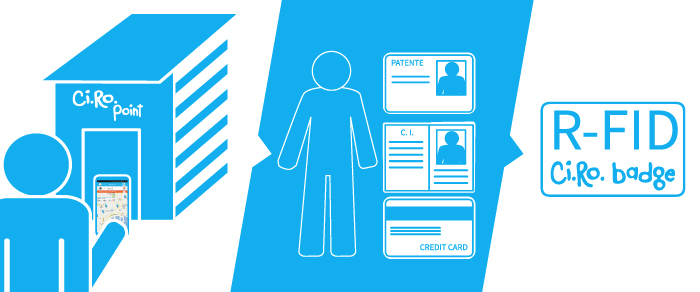 Ci.Ro.
point
PATENTE
C. I.
CREDIT CARD
R-FID
Ci.Ro. badge